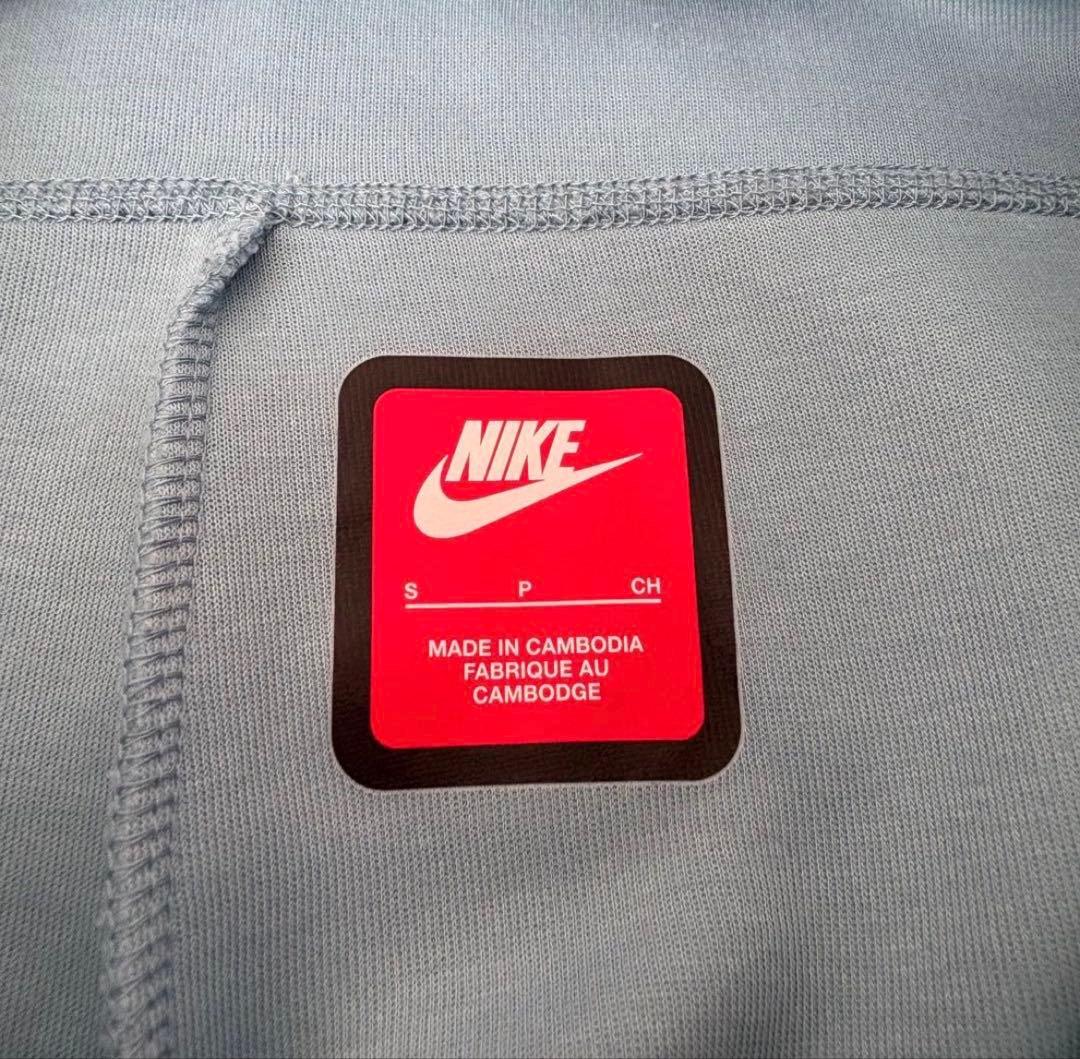 NIKE
S P CH
MADE IN CAMBODIA
FABRIQUE AU
CAMBODGE